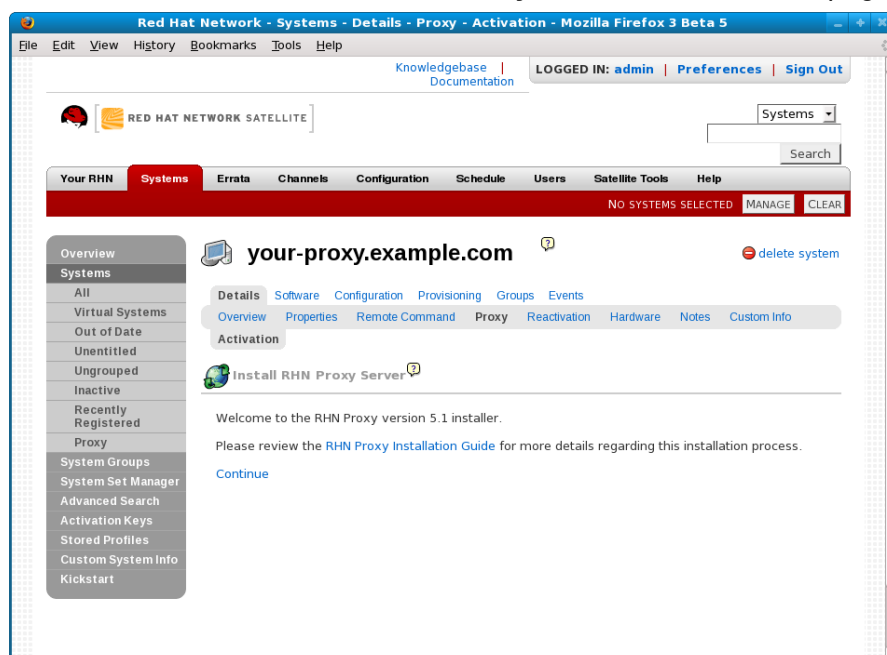 Red Hat Network - Systems - Details - Proxy - Activation - Mozilla Firefox 3 Beta 5
File Edit View History Bookmarks Tools Help
Knowledgebase |
Documentation
LOGGED IN: admin | Preferences | Sign Out
RED HAT NETWORK SATELLITE
Systems
Search
Your RHN Systems Errata Channels Configuration Schedule Users Satellite Tools Help
NO SYSTEMS SELECTED MANAGE CLEAR
Overview
Systems
All
Virtual Systems
Out of Date
Unentitled
Ungrouped
Inactive
Recently
Registered
Proxy
System Groups
System Set Manager
Advanced Search
Activation Keys
Stored Profiles
Custom System Info
Kickstart
your-proxy.example.com ?
delete system
Details Software Configuration Provisioning Groups Events
Overview Properties Remote Command Proxy Reactivation Hardware Notes Custom Info
Activation
Install RHN Proxy Server ?
Welcome to the RHN Proxy version 5.1 installer.
Please review the RHN Proxy Installation Guide for more details regarding this installation process.
Continue